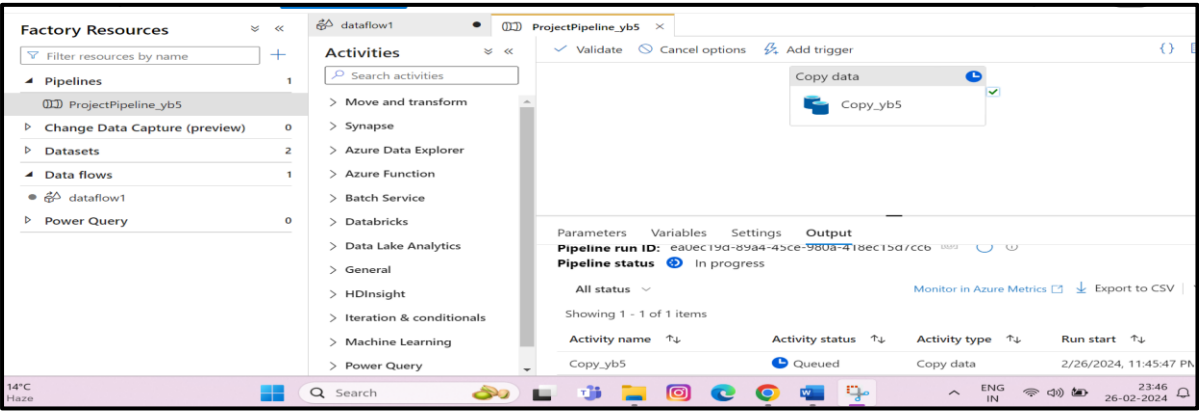 Factory Resources
Filter resources by name
Pipelines 1
ProjectPipeline_yb5
Change Data Capture (preview) 0
Datasets 2
Data flows 1
dataflow1
Power Query 0
dataflow1
ProjectPipeline_yb5
Activities
Search activities
Move and transform
Synapse
Azure Data Explorer
Azure Function
Batch Service
Databricks
Data Lake Analytics
General
HDInsight
Iteration & conditionals
Machine Learning
Power Query
Validate Cancel options Add trigger
Copy data
Copy_yb5
Parameters Variables Settings Output
Pipeline run ID: ea0ec19d-89a4-45ce-980a-418ec15d7cc6
Pipeline status In progress
All status Monitor in Azure Metrics Export to CSV
Showing 1 - 1 of 1 items
Activity name Activity status Activity type Run start
Copy_yb5 Queued Copy data 2/26/2024, 11:45:47 PM
14°C
Haze
Search
ENG
IN
23:46
26-02-2024